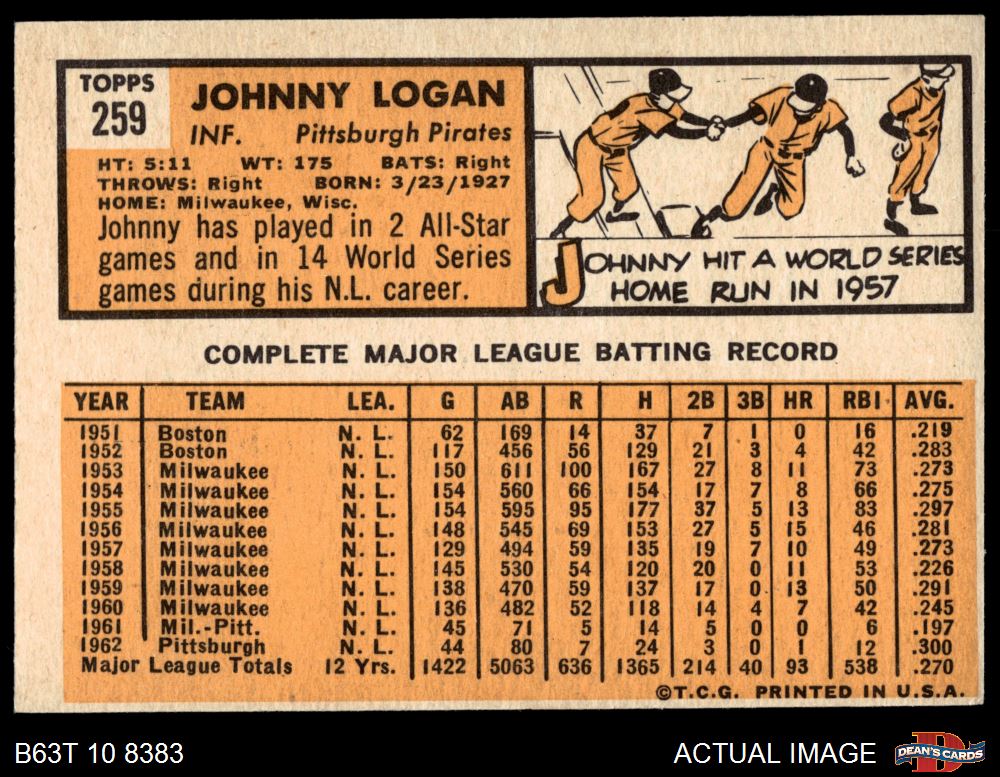 TOPPS
259
JOHNNY LOGAN
INF. Pittsburgh Pirates
HT: 5:11 WT: 175 BATS: Right
THROWS: Right BORN: 3/23/1927
HOME: Milwaukee, Wisc.
Johnny has played in 2 All-Star
games and in 14 World Series
games during his N.L. career.
JOHNNY HIT A WORLD SERIES
HOME RUN IN 1957
COMPLETE MAJOR LEAGUE BATTING RECORD
YEAR TEAM LEA. G AB R H 2B 3B HR RBI AVG.
1951 Boston N. L. 62 169 14 37 7 1 0 16 .219
1952 Boston N. L. 117 456 56 129 21 3 4 42 .283
1953 Milwaukee N. L. 150 611 100 167 27 8 11 73 .273
1954 Milwaukee N. L. 154 560 66 154 17 7 8 66 .275
1955 Milwaukee N. L. 154 595 95 177 37 5 13 83 .297
1956 Milwaukee N. L. 148 545 69 153 27 5 15 46 .281
1957 Milwaukee N. L. 129 494 59 135 19 7 10 49 .273
1958 Milwaukee N. L. 145 530 54 120 20 0 11 53 .226
1959 Milwaukee N. L. 138 470 59 137 17 0 13 50 .291
1960 Milwaukee N. L. 136 482 52 118 14 4 7 42 .245
1961 Mil.-Pitt. N. L. 45 71 5 14 5 0 0 6 .197
1962 Pittsburgh N. L. 44 80 7 24 3 0 1 12 .300
Major League Totals 12 Yrs. 1422 5063 636 1365 214 40 93 538 .270
©T.C.G. PRINTED IN U.S.A.
B63T 10 8383 ACTUAL IMAGE
D
DEAN'S CARDS